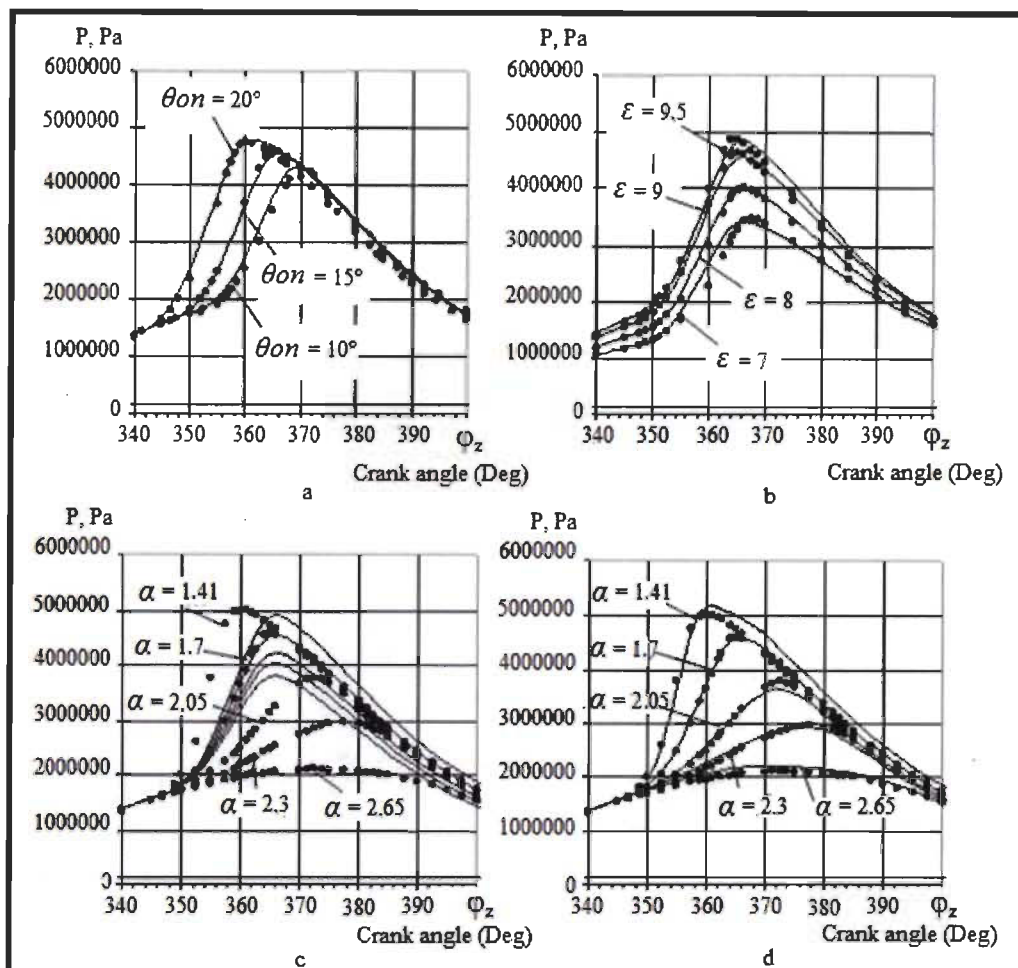 P, Pa
6000000
5000000
4000000
3000000
2000000
1000000
0
θon = 20°
θon = 15°
θon = 10°
340 350 360 370 380 390 φz
Crank angle (Deg)
a
P, Pa
6000000
5000000
4000000
3000000
2000000
1000000
0
ε = 9,5
ε = 9
ε = 8
ε = 7
340 350 360 370 380 390 φz
Crank angle (Deg)
b
P, Pa
6000000
5000000
4000000
3000000
2000000
1000000
0
α = 1.41
α = 1.7
α = 2,05
α = 2,3
α = 2.65
340 350 360 370 380 390 φz
Crank angle (Deg)
c
P, Pa
6000000
5000000
4000000
3000000
2000000
1000000
0
α = 1.41
α = 1.7
α = 2.05
α = 2.3
α = 2.65
340 350 360 370 380 390 φz
Crank angle (Deg)
d